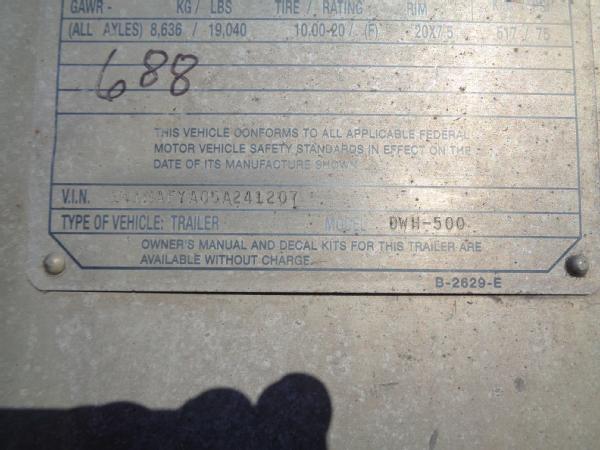 GAWR - KG / LBS TIRE / RATING RIM
(ALL AXLES) 8,636 / 19,040 10.00-20 / (F) 20X7.5 517 / 75
688
THIS VEHICLE CONFORMS TO ALL APPLICABLE FEDERAL
MOTOR VEHICLE SAFETY STANDARDS IN EFFECT ON THE
DATE OF ITS MANUFACTURE SHOWN
V.I.N.
TYPE OF VEHICLE: TRAILER MODEL DWH-500
OWNER'S MANUAL AND DECAL KITS FOR THIS TRAILER ARE
AVAILABLE WITHOUT CHARGE.
B-2629-E